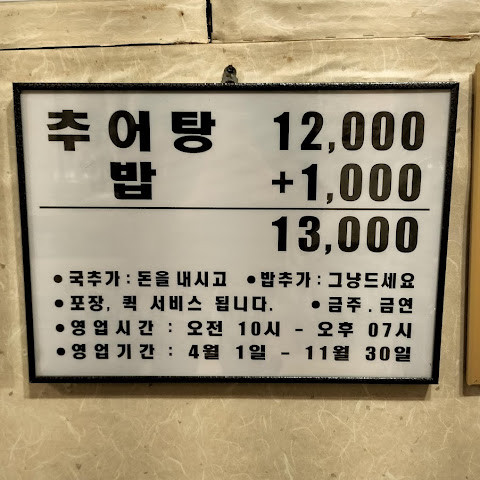 추어탕 12,000
밥 +1,000
13,000
• 국추가 : 돈을 내시고 • 밥추가 : 그냥드세요
• 포장, 퀵 서비스 됩니다. • 금주 . 금연
• 영업시간 : 오전 10시 - 오후 07시
• 영업기간 : 4월 1일 - 11월 30일